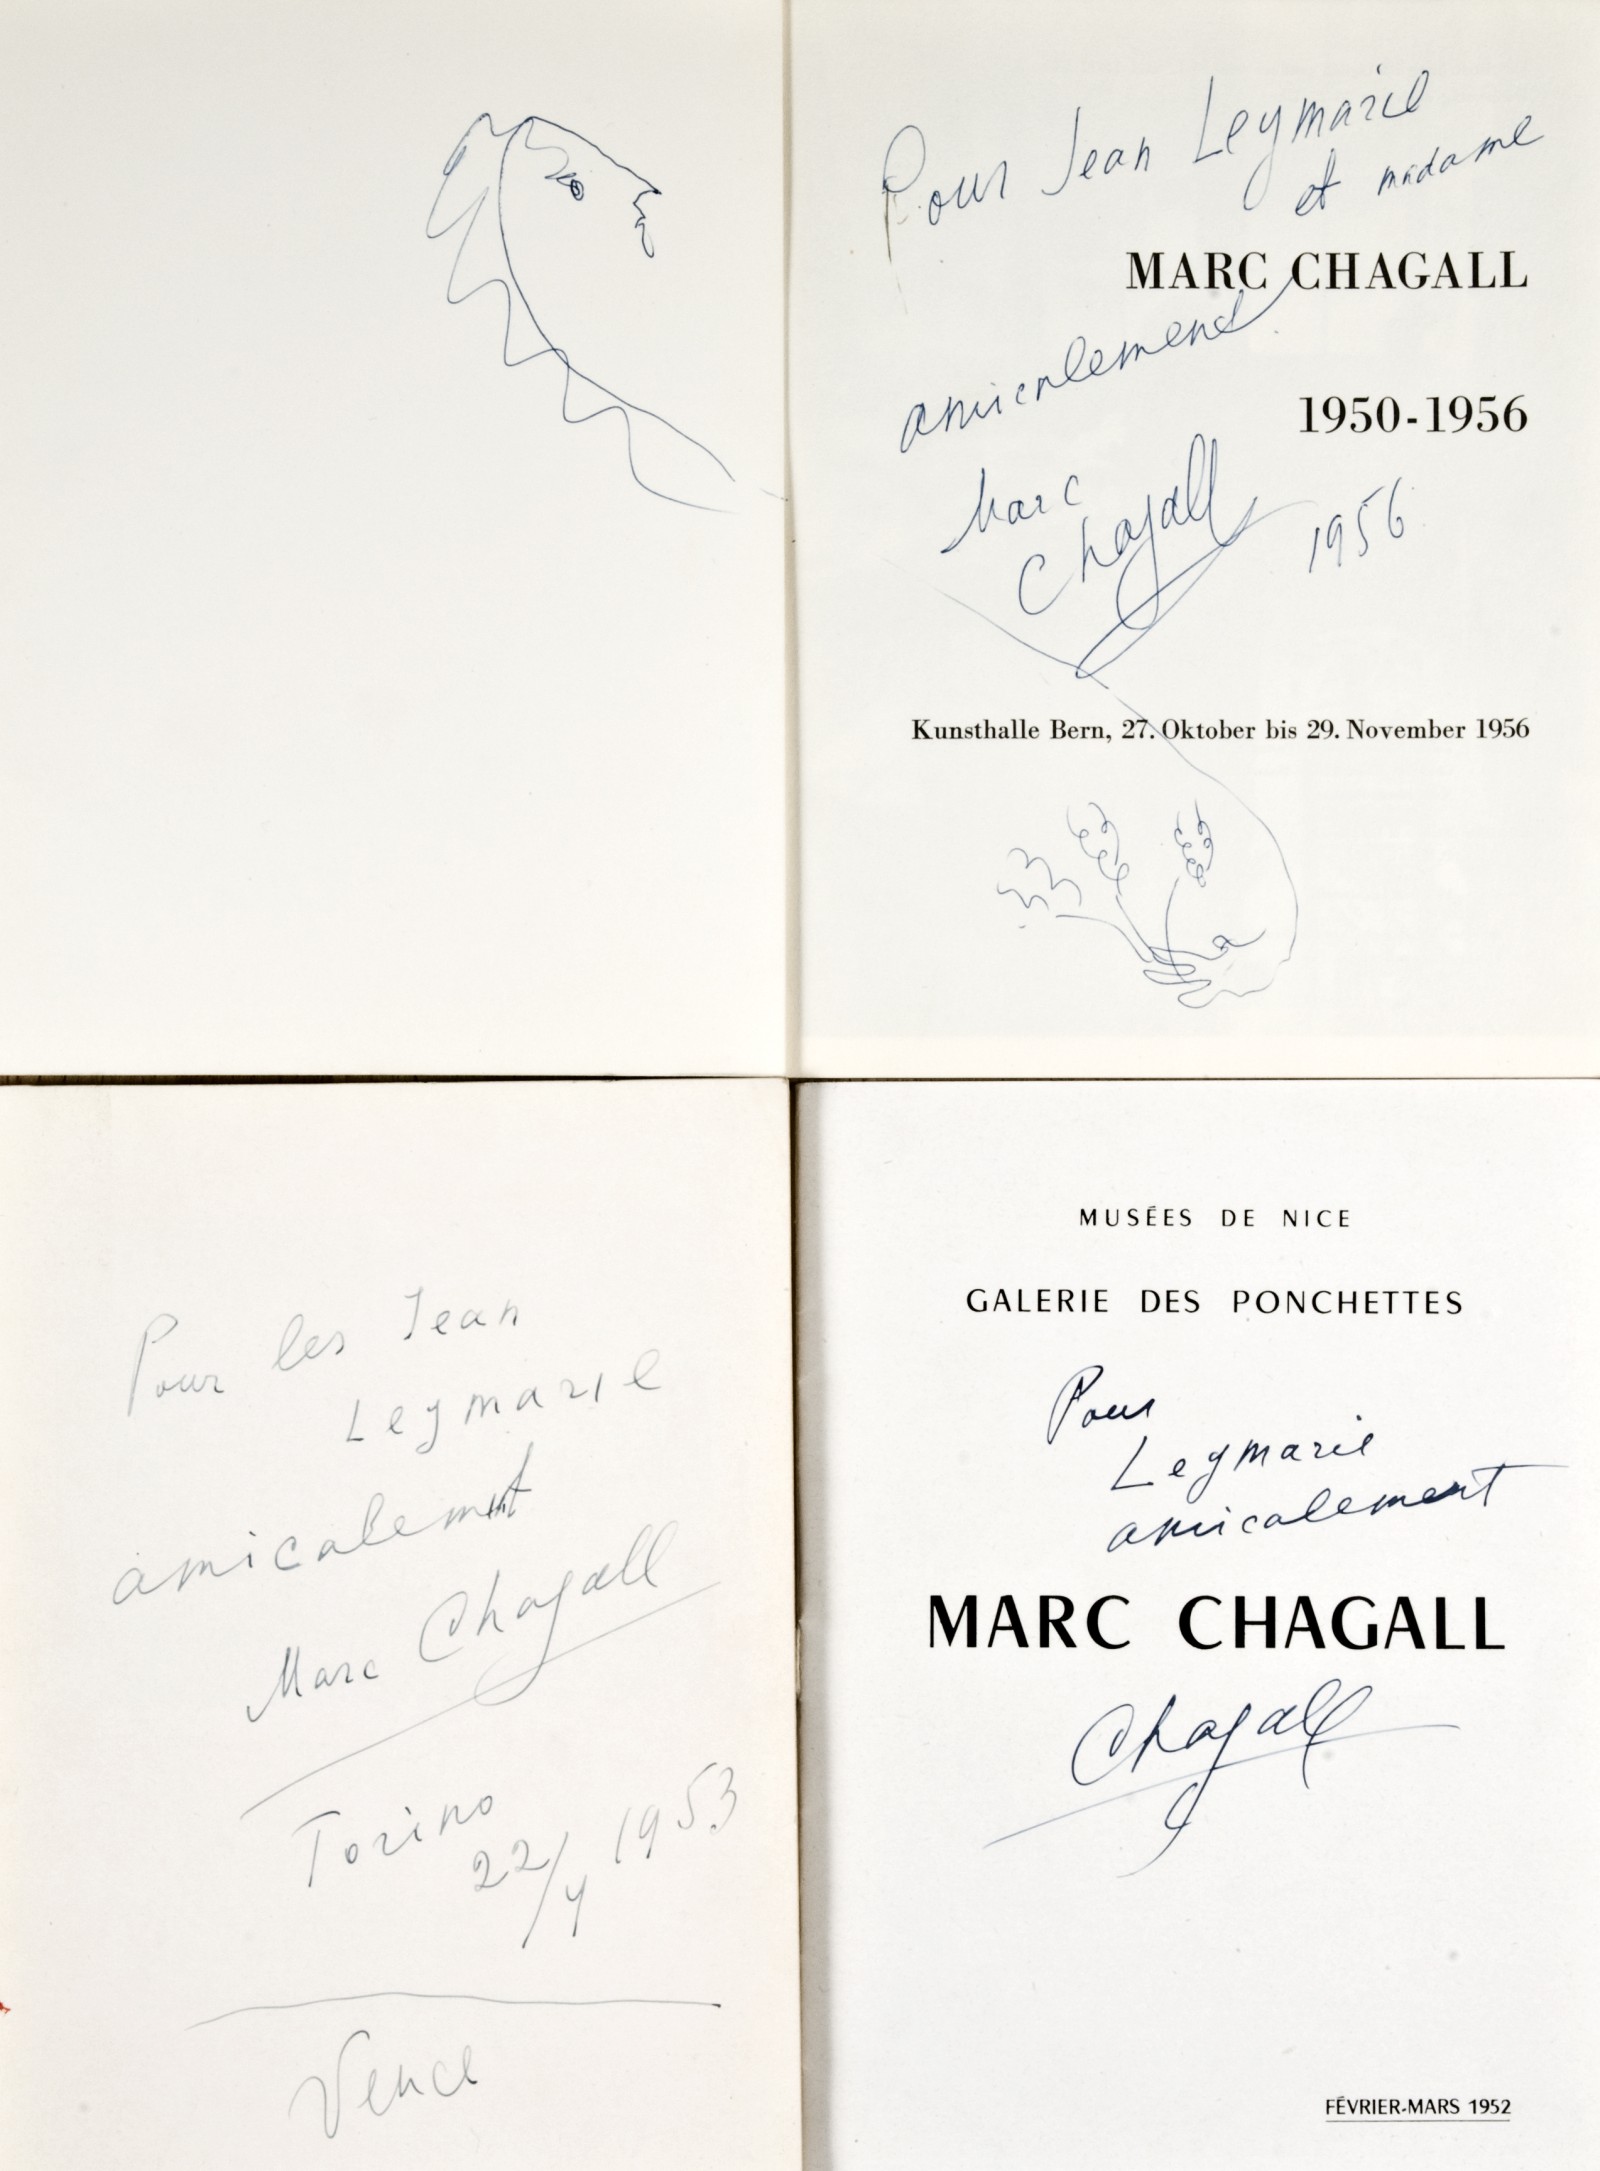 Pour Jean Leymarie
et madame
MARC CHAGALL
amicalement
1950-1956
Marc
Chagall 1956
Kunsthalle Bern, 27. Oktober bis 29. November 1956
Pour les Jean
Leymarie
amicalement
Marc Chagall
Torino
22/4 1953
Vence
MUSÉES DE NICE
GALERIE DES PONCHETTES
Pour
Leymarie
amicalement
MARC CHAGALL
Chagall
FÉVRIER-MARS 1952